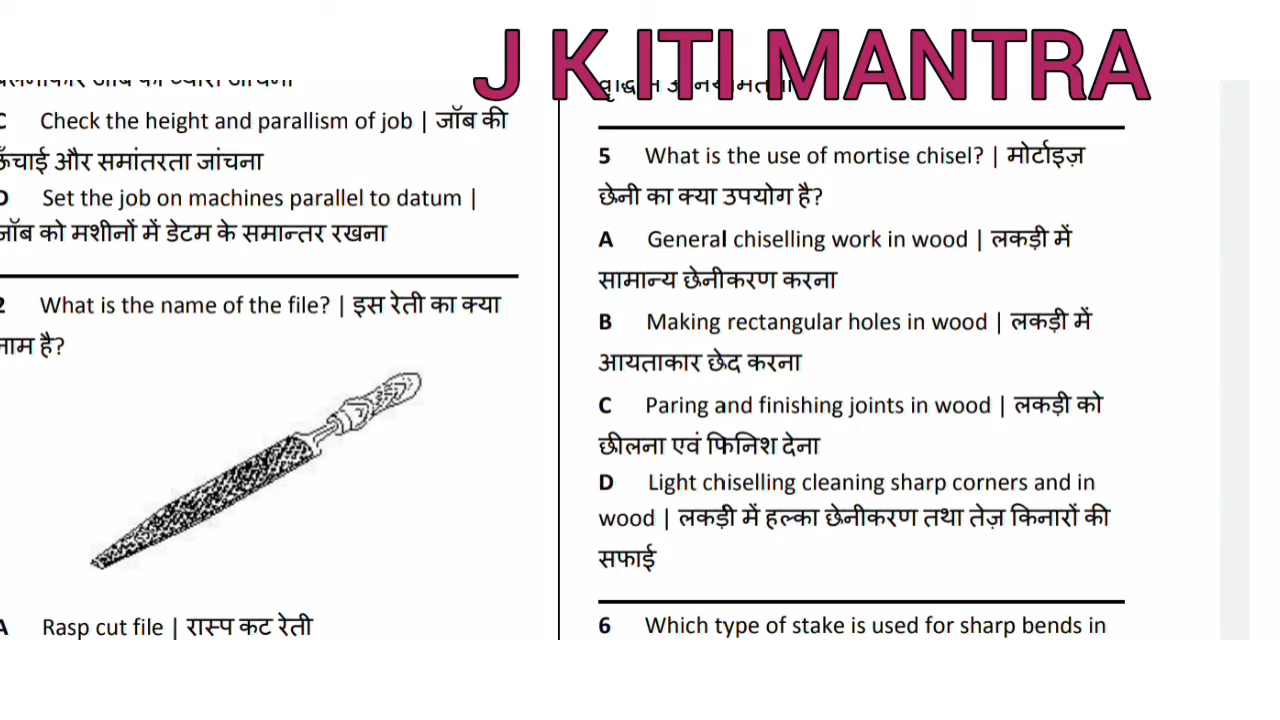 J K ITI MANTRA
C Check the height and parallism of job | जॉब की
ऊँचाई और समांतरता जांचना
D Set the job on machines parallel to datum |
जॉब को मशीनों में डेटम के समान्तर रखना
2 What is the name of the file? | इस रेती का क्या
नाम है?
A Rasp cut file | रास्प कट रेती
5 What is the use of mortise chisel? | मोर्टाइज़
छेनी का क्या उपयोग है?
A General chiselling work in wood | लकड़ी में
सामान्य छेनीकरण करना
B Making rectangular holes in wood | लकड़ी में
आयताकार छेद करना
C Paring and finishing joints in wood | लकड़ी को
छीलना एवं फिनिश देना
D Light chiselling cleaning sharp corners and in
wood | लकड़ी में हल्का छेनीकरण तथा तेज़ किनारों की
सफाई
6 Which type of stake is used for sharp bends in